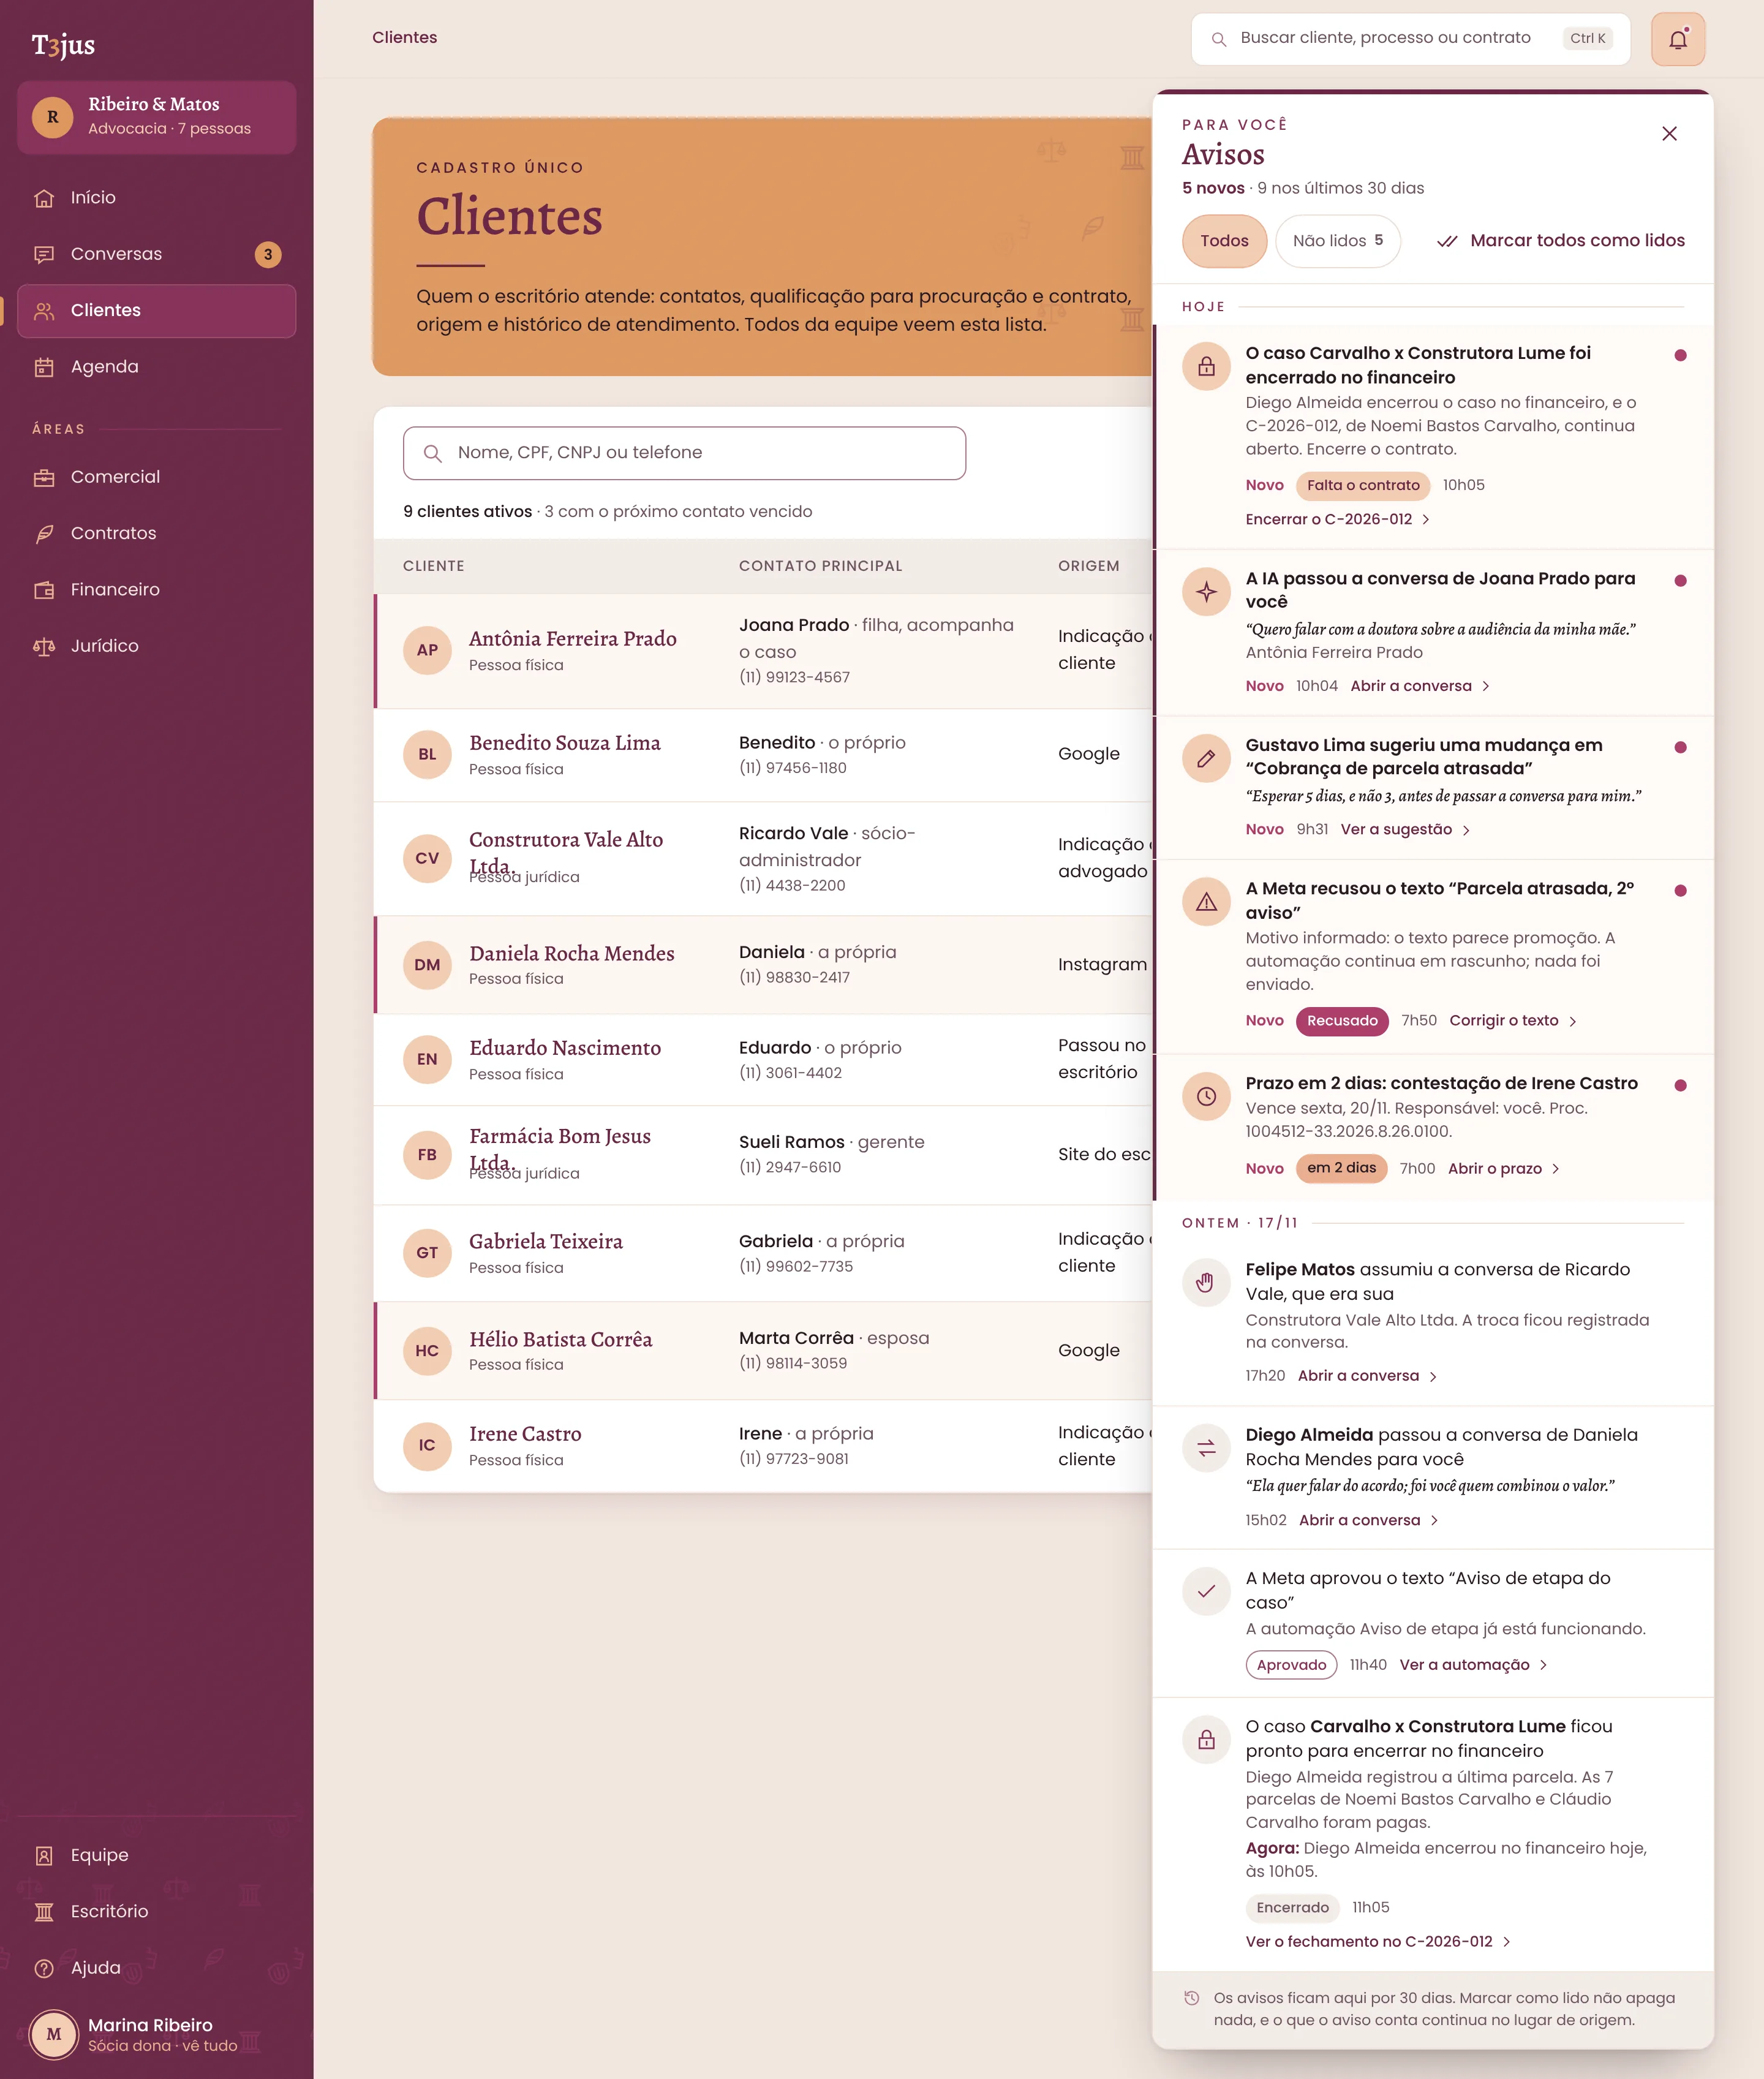 T3jus
R
Ribeiro & Matos
Advocacia · 7 pessoas
Início
Conversas
3
Clientes
Agenda
ÁREAS
Comercial
Contratos
Financeiro
Jurídico
Equipe
Escritório
Ajuda
M
Marina Ribeiro
Sócia dona · vê tudo
Clientes
Buscar cliente, processo ou contrato
Ctrl K
CADASTRO ÚNICO
Clientes
Quem o escritório atende: contatos, qualificação para procuração e contrato,
origem e histórico de atendimento. Todos da equipe veem esta lista.
Nome, CPF, CNPJ ou telefone
9 clientes ativos · 3 com o próximo contato vencido
CLIENTE
CONTATO PRINCIPAL
ORIGEM
AP
Antônia Ferreira Prado
Pessoa física
Joana Prado · filha, acompanha
o caso
(11) 99123-4567
Indicação
cliente
BL
Benedito Souza Lima
Pessoa física
Benedito · o próprio
(11) 97456-1180
Google
CV
Construtora Vale Alto
Ltda.
Pessoa jurídica
Ricardo Vale · sócio-
administrador
(11) 4438-2200
Indicação
advogado
DM
Daniela Rocha Mendes
Pessoa física
Daniela · a própria
(11) 98830-2417
Instagram
EN
Eduardo Nascimento
Pessoa física
Eduardo · o próprio
(11) 3061-4402
Passou no
escritório
FB
Farmácia Bom Jesus
Ltda.
Pessoa jurídica
Sueli Ramos · gerente
(11) 2947-6610
Site do esc
GT
Gabriela Teixeira
Pessoa física
Gabriela · a própria
(11) 99602-7735
Indicação
cliente
HC
Hélio Batista Corrêa
Pessoa física
Marta Corrêa · esposa
(11) 98114-3059
Google
IC
Irene Castro
Pessoa física
Irene · a própria
(11) 97723-9081
Indicação
cliente
PARA VOCÊ
Avisos
5 novos · 9 nos últimos 30 dias
Todos
Não lidos 5
Marcar todos como lidos
HOJE
O caso Carvalho x Construtora Lume foi
encerrado no financeiro
Diego Almeida encerrou o caso no financeiro, e o
C-2026-012, de Noemi Bastos Carvalho, continua
aberto. Encerre o contrato.
Novo Falta o contrato 10h05
Encerrar o C-2026-012
A IA passou a conversa de Joana Prado para
você
“Quero falar com a doutora sobre a audiência da minha mãe.”
Antônia Ferreira Prado
Novo 10h04 Abrir a conversa
Gustavo Lima sugeriu uma mudança em
“Cobrança de parcela atrasada”
“Esperar 5 dias, e não 3, antes de passar a conversa para mim.”
Novo 9h31 Ver a sugestão
A Meta recusou o texto “Parcela atrasada, 2º
aviso”
Motivo informado: o texto parece promoção. A
automação continua em rascunho; nada foi
enviado.
Novo Recusado 7h50 Corrigir o texto
Prazo em 2 dias: contestação de Irene Castro
Vence sexta, 20/11. Responsável: você. Proc.
1004512-33.2026.8.26.0100.
Novo em 2 dias 7h00 Abrir o prazo
ONTEM · 17/11
Felipe Matos assumiu a conversa de Ricardo
Vale, que era sua
Construtora Vale Alto Ltda. A troca ficou registrada
na conversa.
17h20 Abrir a conversa
Diego Almeida passou a conversa de Daniela
Rocha Mendes para você
“Ela quer falar do acordo; foi você quem combinou o valor.”
15h02 Abrir a conversa
A Meta aprovou o texto “Aviso de etapa do
caso”
A automação Aviso de etapa já está funcionando.
Aprovado 11h40 Ver a automação
O caso Carvalho x Construtora Lume ficou
pronto para encerrar no financeiro
Diego Almeida registrou a última parcela. As 7
parcelas de Noemi Bastos Carvalho e Cláudio
Carvalho foram pagas.
Agora: Diego Almeida encerrou no financeiro hoje,
às 10h05.
Encerrado 11h05
Ver o fechamento no C-2026-012
Os avisos ficam aqui por 30 dias. Marcar como lido não apaga
nada, e o que o aviso conta continua no lugar de origem.